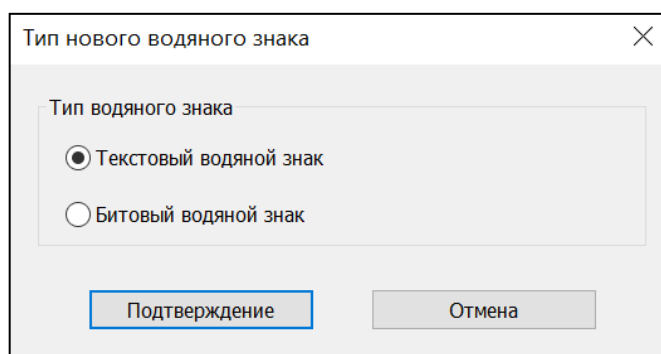 Тип нового водяного знака
Тип водяного знака
Текстовый водяной знак
Битовый водяной знак
Подтверждение Отмена